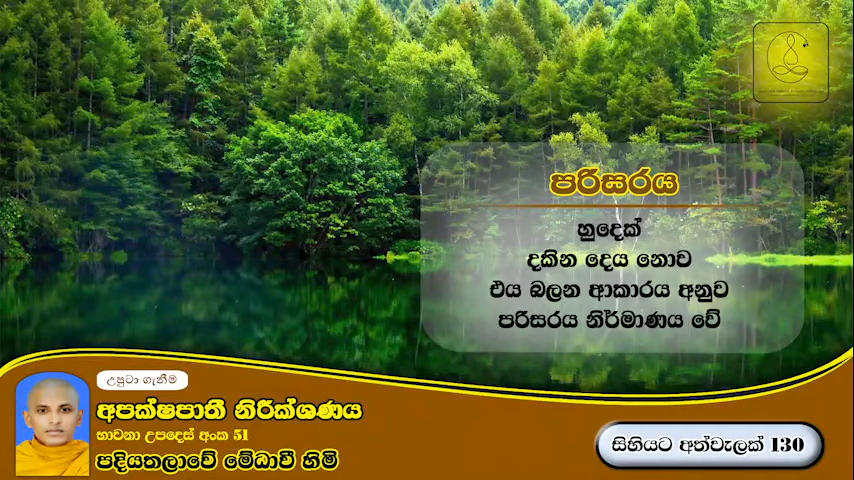 පරිසරය
හුදෙක්
දකින දෙය නොව
එය බලන ආකාරය අනුව
පරිසරය නිර්මාණය වේ
උපුටා ගැනීම
අපක්ෂපාතී නිරීක්ශණය
භාවනා උපදෙස් අංක 51
පදියතලාවේ මේධාවී හිමි
සිහියට අත්වැලක් 130